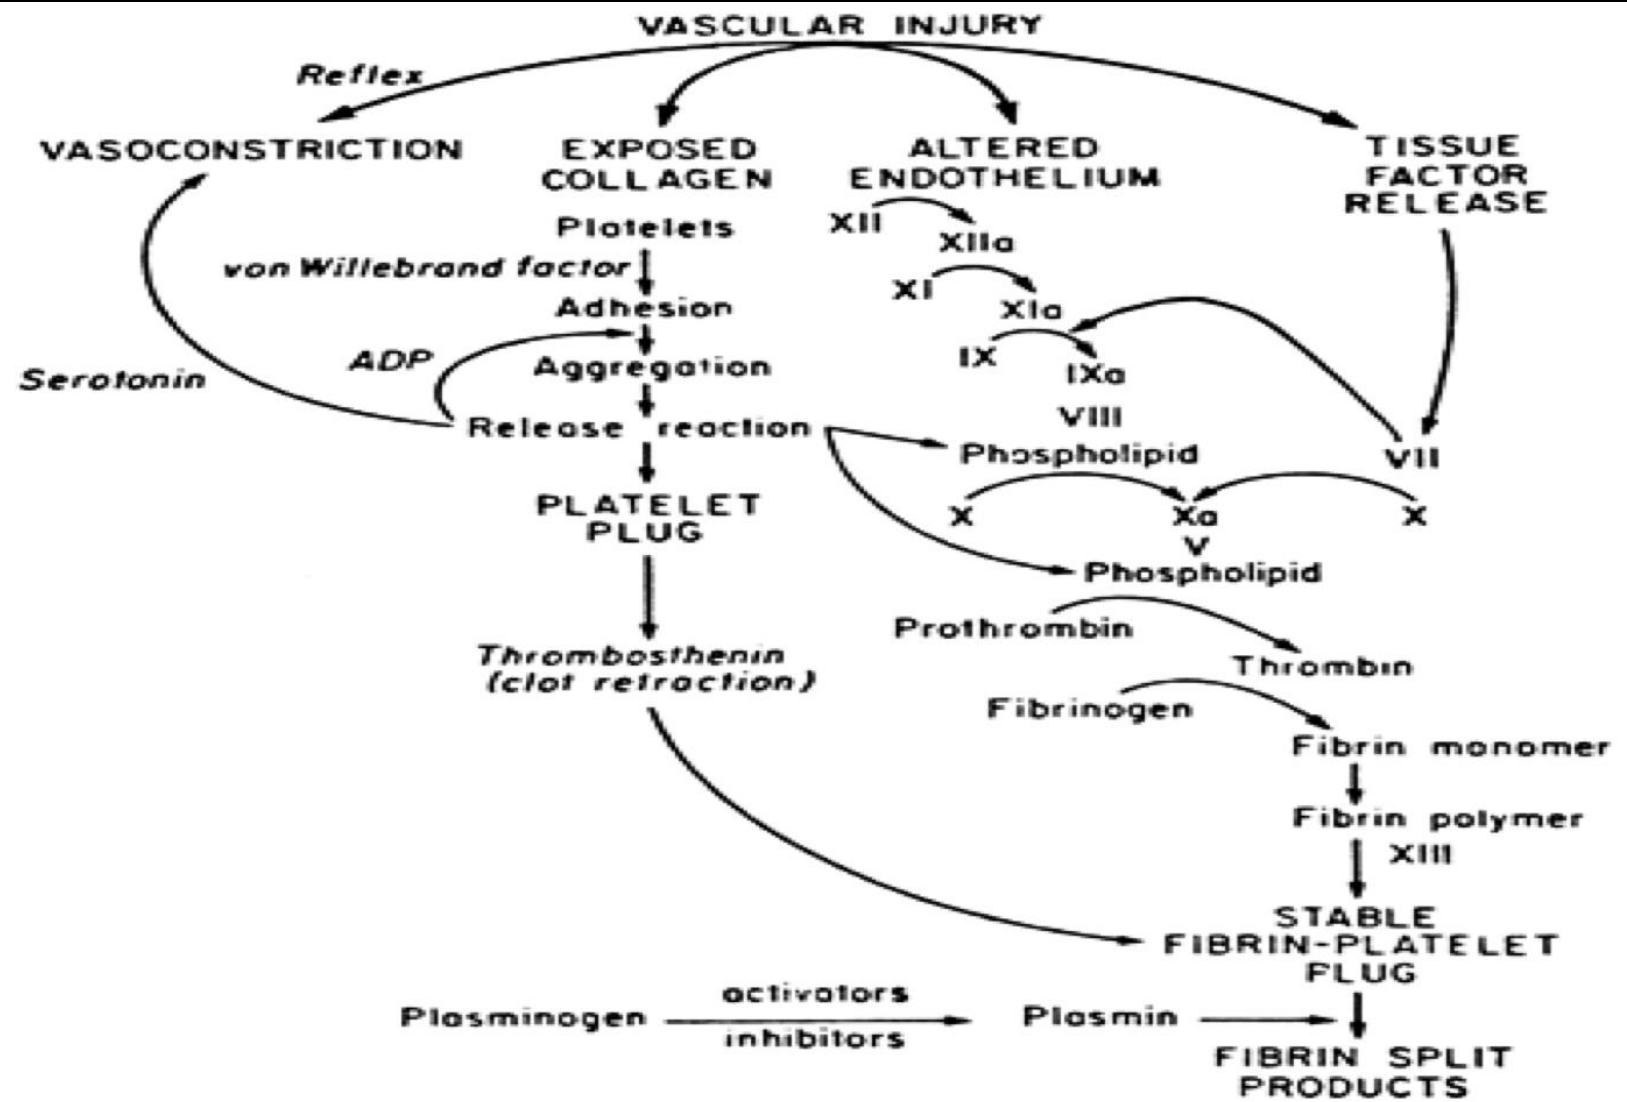 VASCULAR INJURY
Reflex
VASOCONSTRICTION
EXPOSED
COLLAGEN
ALTERED
ENDOTHELIUM
TISSUE
FACTOR
RELEASE
Platelets
XII
XIIa
von Willebrand factor
XI
XIa
Adhesion
ADP
Serotonin
Aggregation
IX
IXa
Release reaction
VIII
Phospholipid
VII
X
Xa
X
V
Phospholipid
PLATELET
PLUG
Prothrombin
Thrombin
Thrombosthenin
(clot retraction)
Fibrinogen
Fibrin monomer
Fibrin polymer
XIII
STABLE
FIBRIN-PLATELET
PLUG
Plasminogen
activators
inhibitors
Plasmin
FIBRIN SPLIT
PRODUCTS